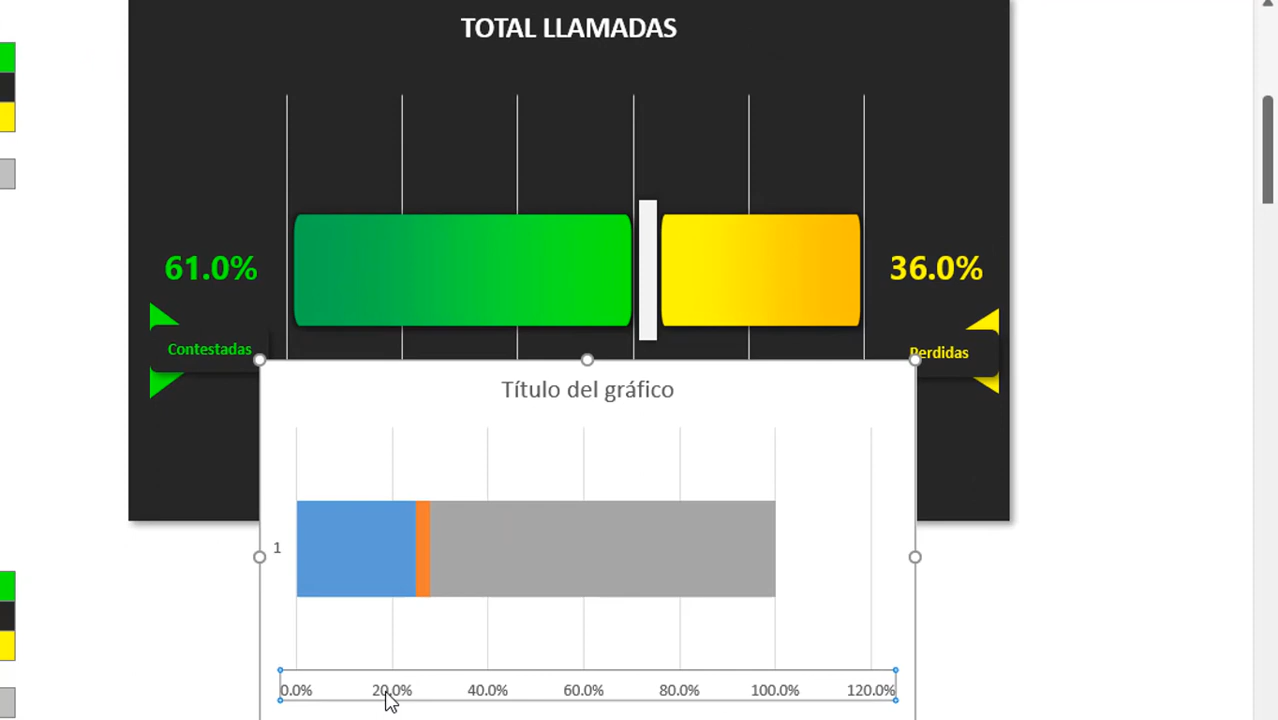 TOTAL LLAMADAS
61.0%
36.0%
Contestadas
Perdidas
Título del gráfico
1
0.0% 20.0% 40.0% 60.0% 80.0% 100.0% 120.0%